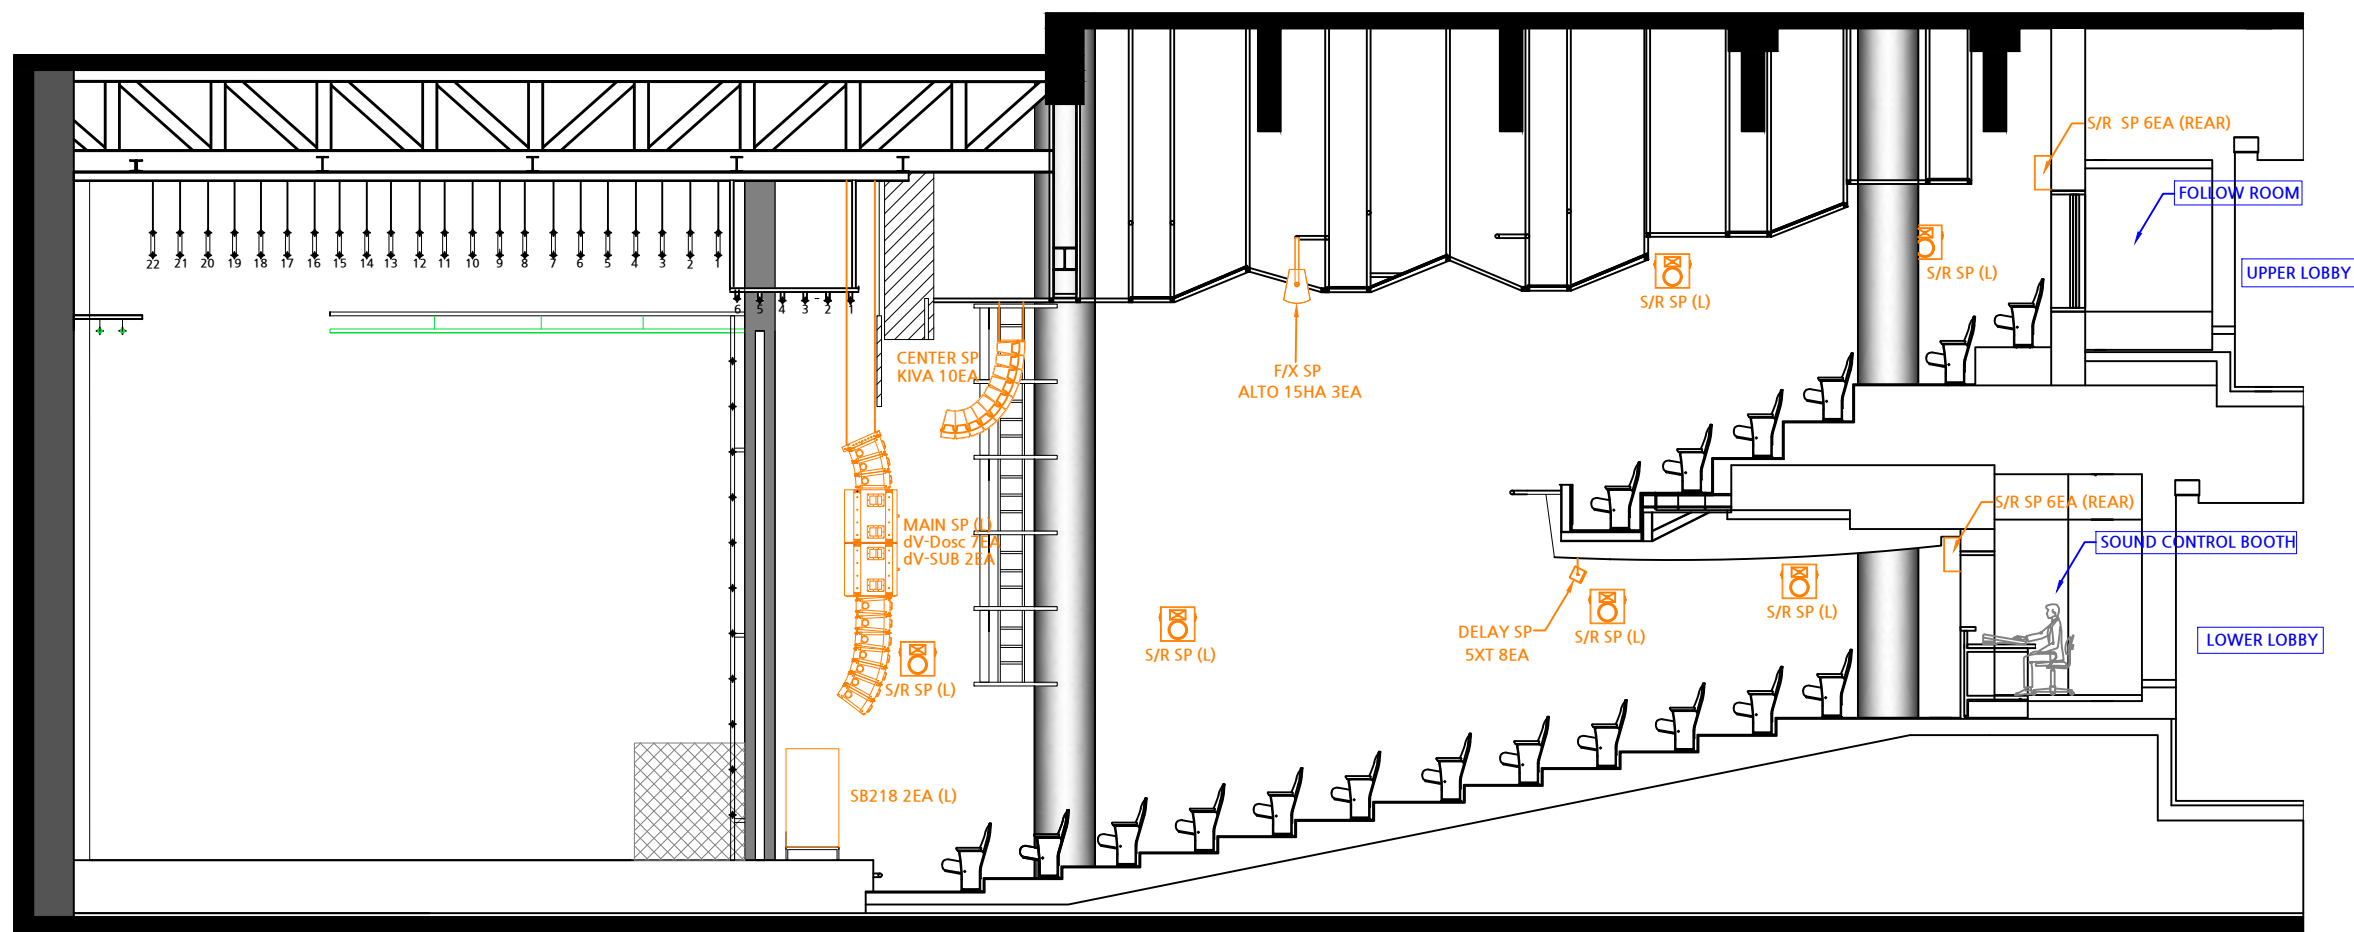 S/R  SP 6EA (REAR)
FOLLOW ROOM
22 21 20 19 18 17 16 15 14 13 12 11 10 9 8 7 6 5 4 3 2 1
S/R SP (L)
UPPER LOBBY
S/R SP (L)
6 5 4 3 - 2 1
CENTER SP
KIVA 10EA
F/X SP
ALTO 15HA 3EA
S/R SP 6EA (REAR)
MAIN SP (L)
dV-Dosc 7EA
dV-SUB 2EA
SOUND CONTROL BOOTH
S/R SP (L)
DELAY SP
5XT 8EA
S/R SP (L)
LOWER LOBBY
S/R SP (L)
S/R SP (L)
SB218 2EA (L)